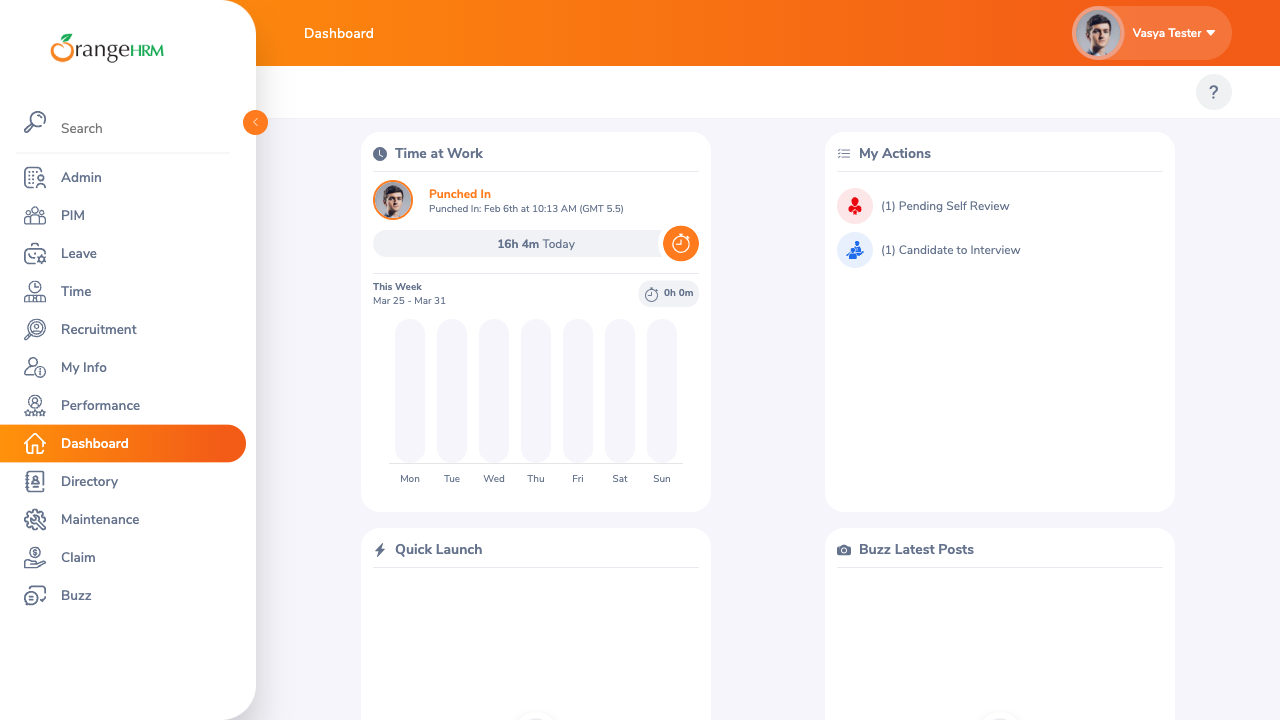 OrangeHRM
Dashboard
Vasya Tester
?
Search
Admin
PIM
Leave
Time
Recruitment
My Info
Performance
Dashboard
Directory
Maintenance
Claim
Buzz
Time at Work
Punched In
Punched In: Feb 6th at 10:13 AM (GMT 5.5)
16h 4m Today
This Week
Mar 25 - Mar 31
0h 0m
Mon Tue Wed Thu Fri Sat Sun
My Actions
(1) Pending Self Review
(1) Candidate to Interview
Quick Launch
Buzz Latest Posts